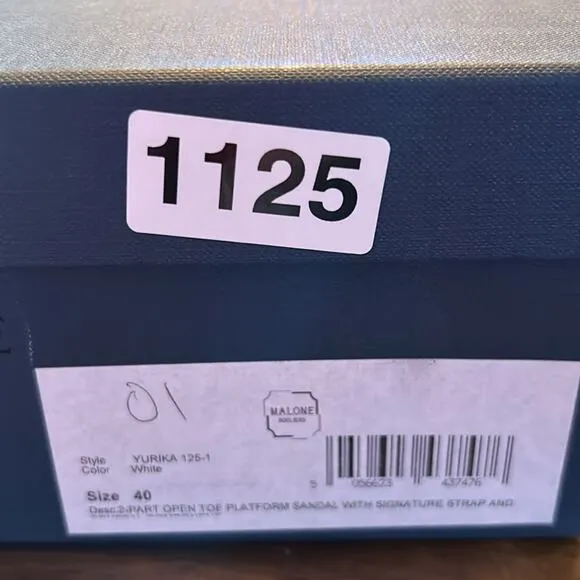 1125
01
MALONE
SOULIERS
Style YURIKA 125-1
Color White
Size 40
5 056623 437476
Desc:2-PART OPEN TOE PLATFORM SANDAL WITH SIGNATURE STRAP AND